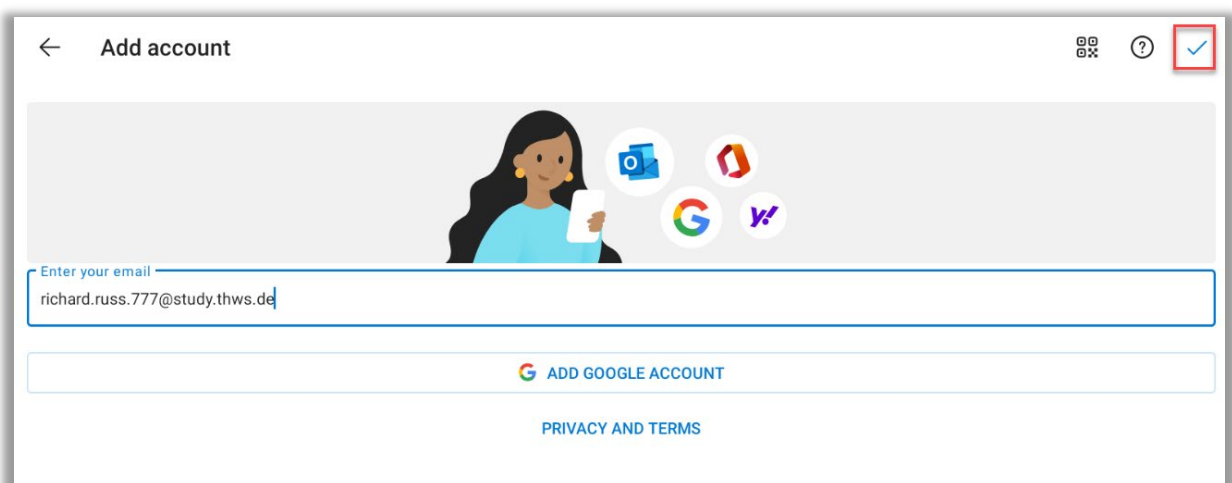 Add account
Enter your email
richard.russ.777@study.thws.de
ADD GOOGLE ACCOUNT
PRIVACY AND TERMS